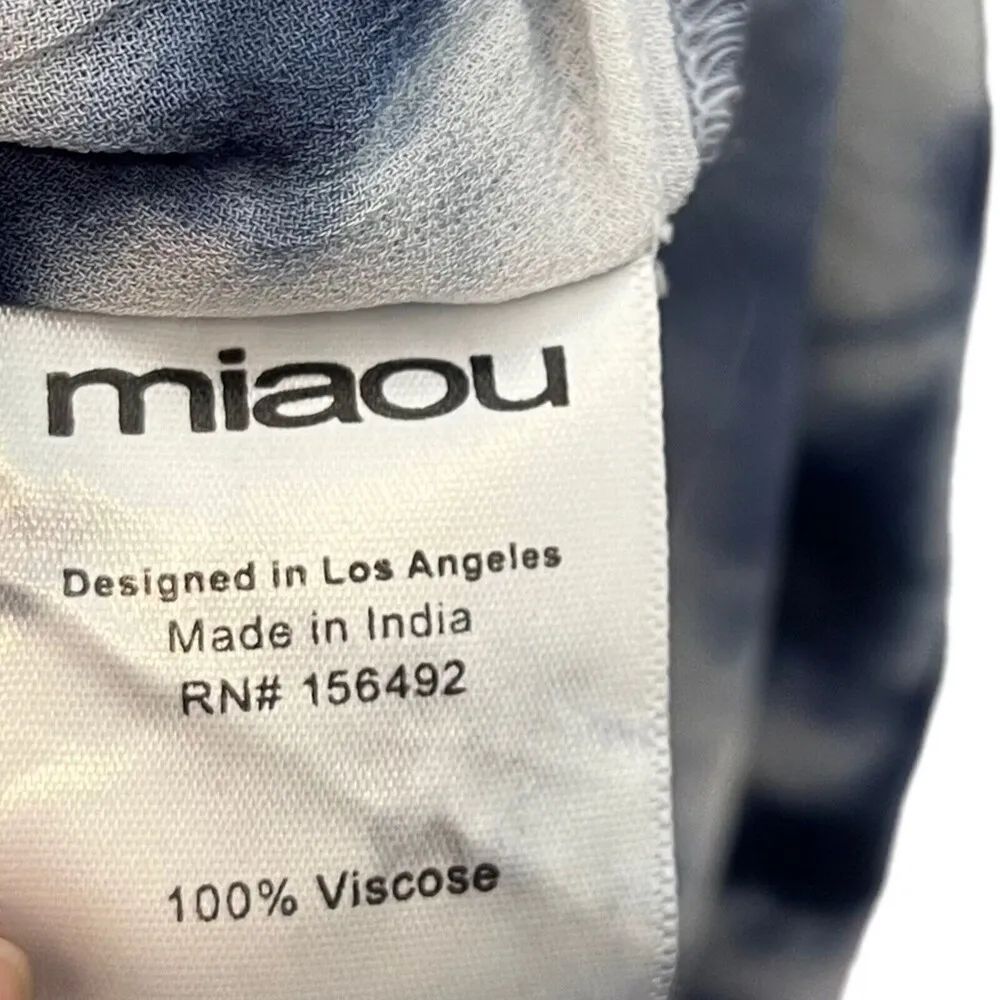 miaou
Designed in Los Angeles
Made in India
RN# 156492
100% Viscose